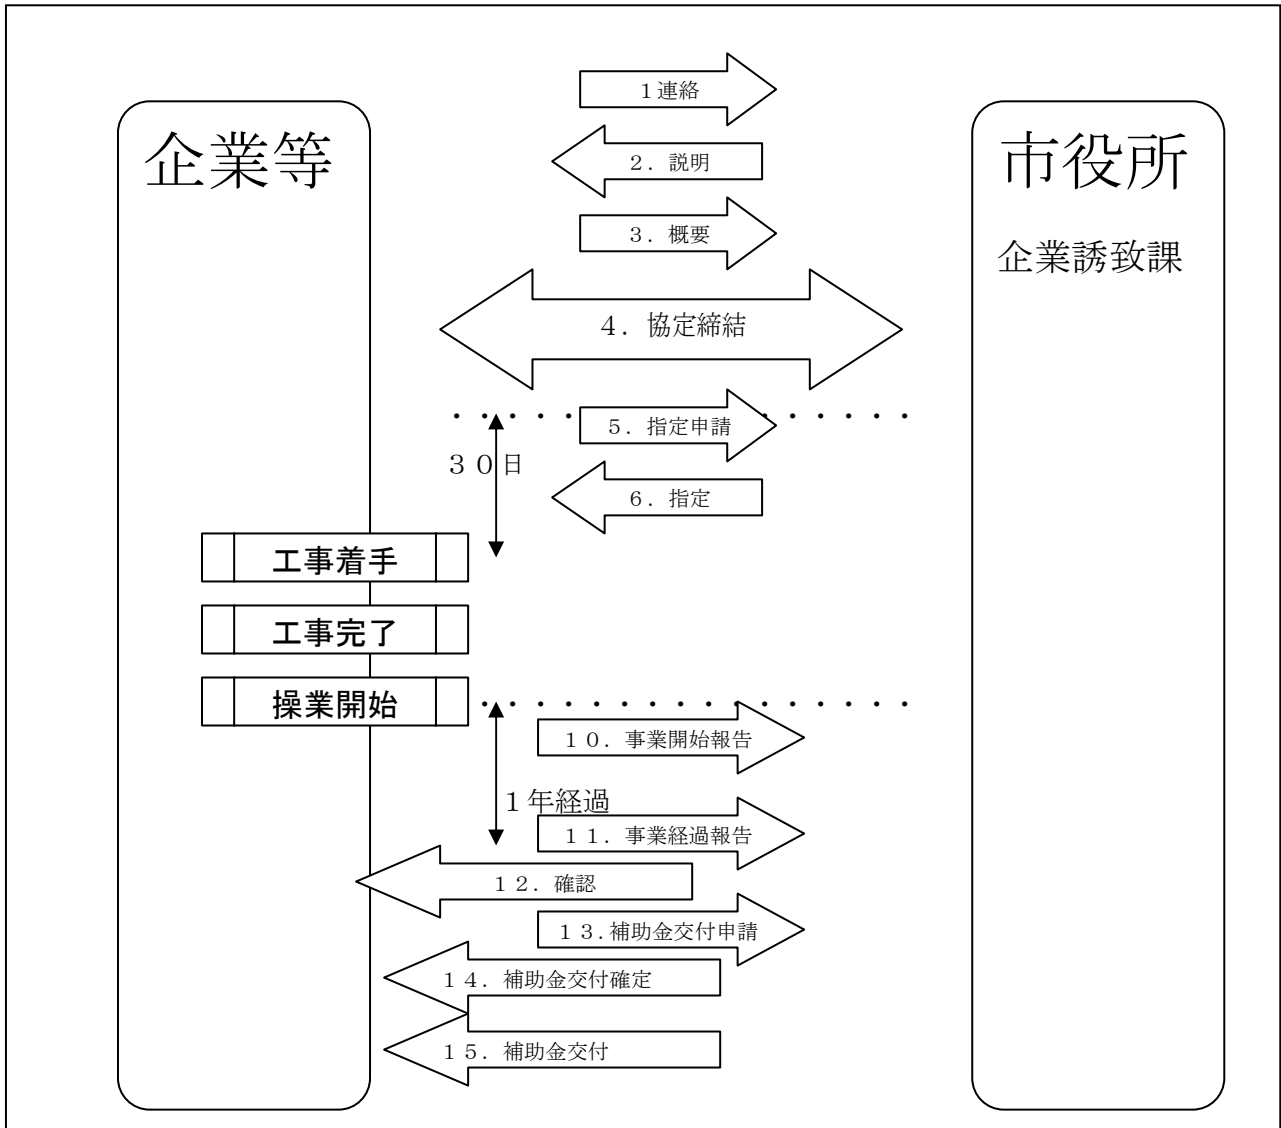 企業等
市役所
企業誘致課
１連絡
２．説明
３．概要
４．協定締結
５．指定申請
３０日
６．指定
工事着手
工事完了
操業開始
１０．事業開始報告
１年経過
１１．事業経過報告
１２．確認
１３.補助金交付申請
１４．補助金交付確定
１５．補助金交付